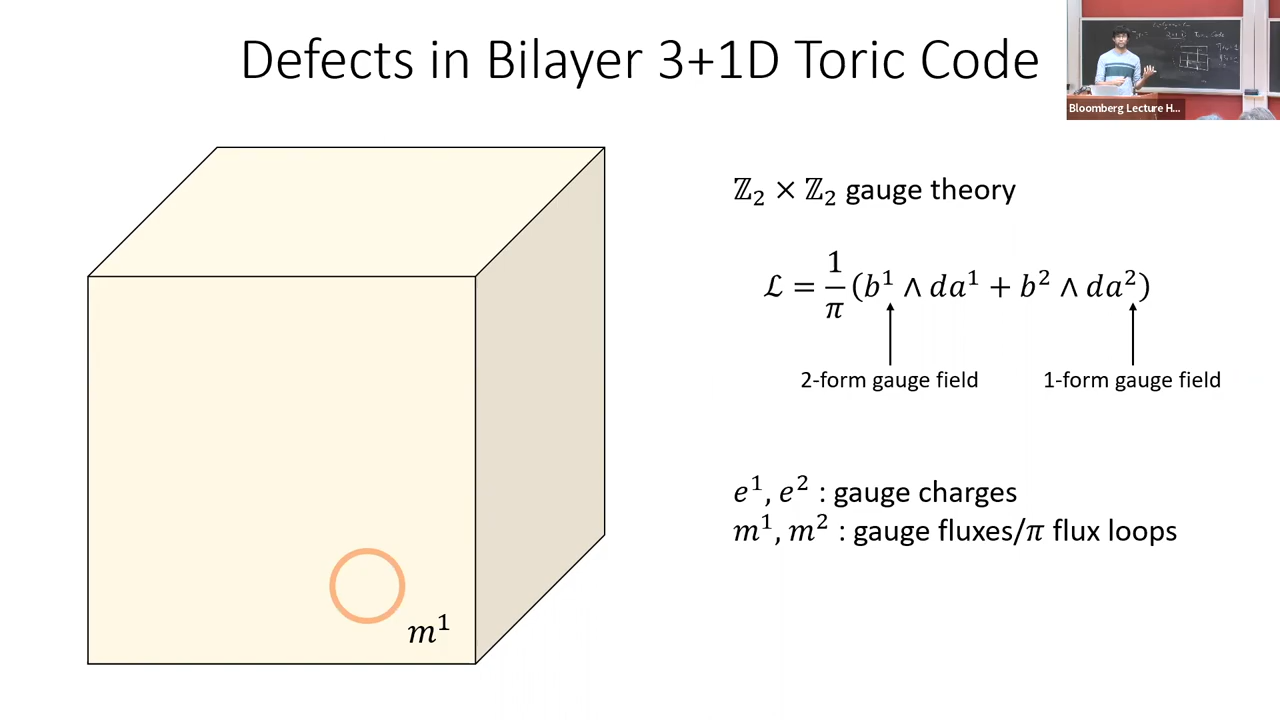 Defects in Bilayer 3+1D Toric Code
Bloomberg Lecture H...
ℤ₂ × ℤ₂ gauge theory
ℒ = 1/π (b¹ ∧ da¹ + b² ∧ da²)
2-form gauge field
1-form gauge field
e¹, e² : gauge charges
m¹, m² : gauge fluxes/π flux loops
m¹